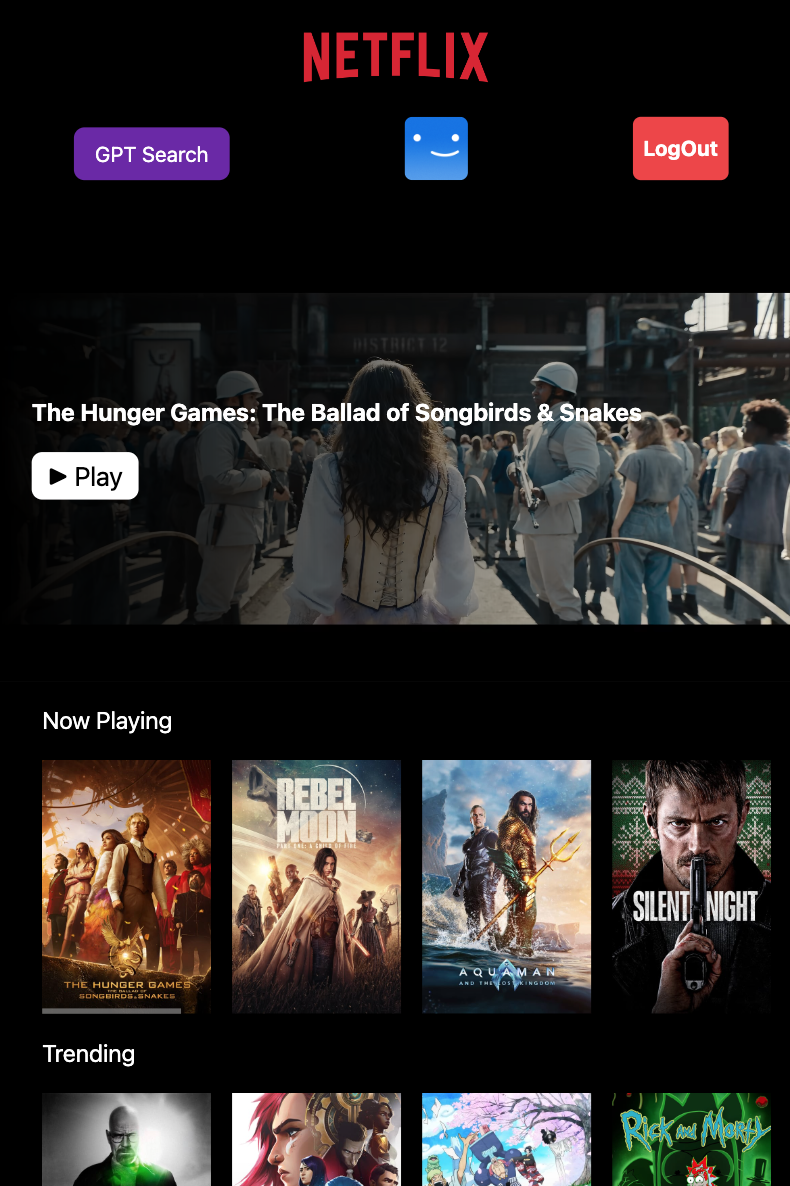 NETFLIX
GPT Search
LogOut
DISTRICT 12
The Hunger Games: The Ballad of Songbirds & Snakes
Play
Now Playing
REBEL
MOON
PART ONE: A CHILD OF FIRE
SILENT NIGHT
AQUAMAN
AND THE LOST KINGDOM
THE HUNGER GAMES
THE BALLAD OF
SONGBIRDS & SNAKES
Trending
RICK AND MORTY